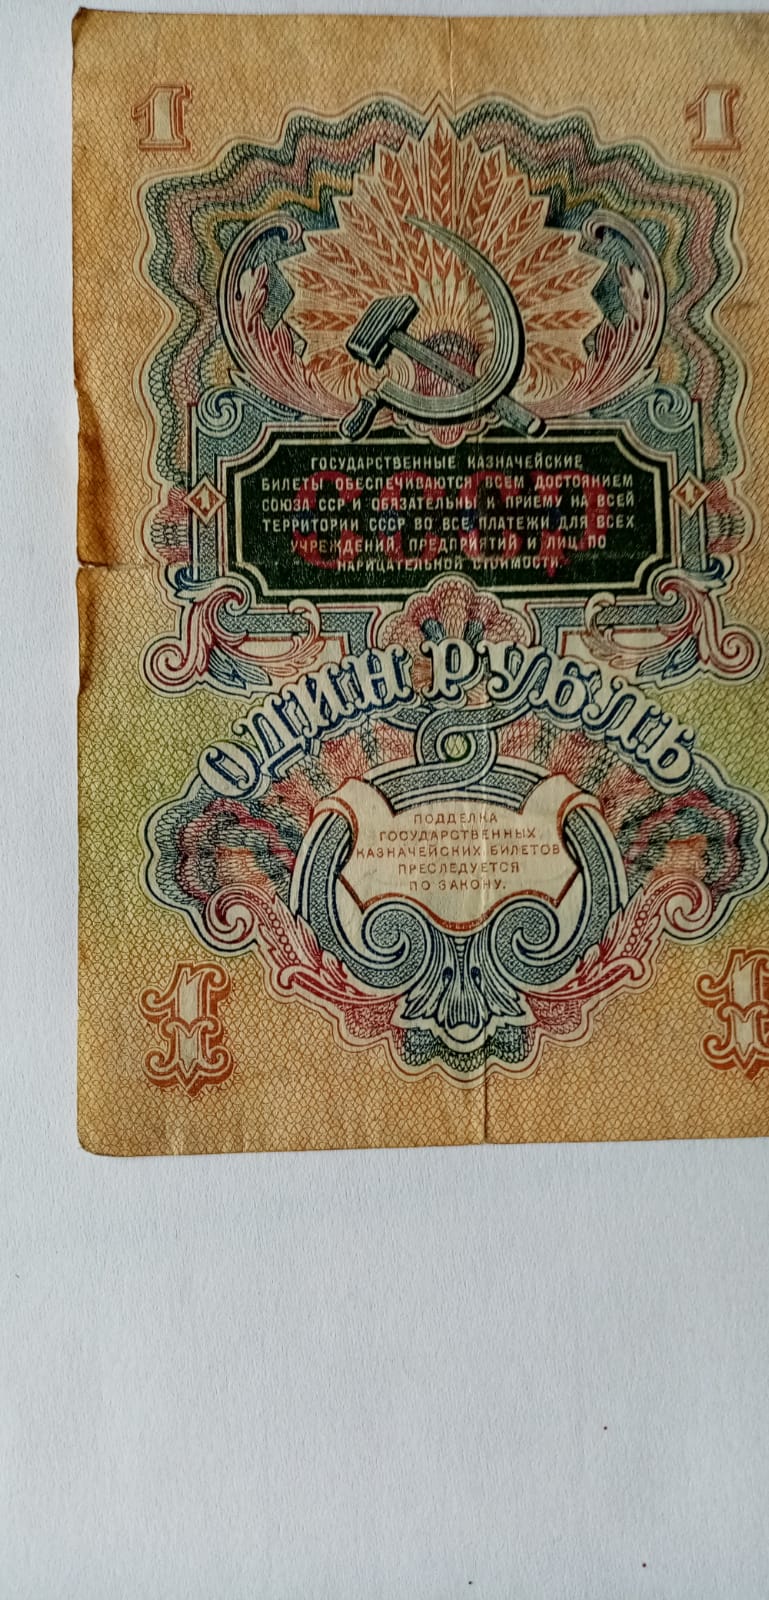 1 1
ГОСУДАРСТВЕННЫЕ КАЗНАЧЕЙСКИЕ
БИЛЕТЫ ОБЕСПЕЧИВАЮТСЯ ВСЕМ ДОСТОЯНИЕМ
СОЮЗА ССР И ОБЯЗАТЕЛЬНЫ К ПРИЕМУ НА ВСЕЙ
1 1
ТЕРРИТОРИИ СССР ВО ВСЕ ПЛАТЕЖИ ДЛЯ ВСЕХ
УЧРЕЖДЕНИЙ, ПРЕДПРИЯТИЙ И ЛИЦ ПО
НАРИЦАТЕЛЬНОЙ СТОИМОСТИ.
СССР
ОДИН РУБЛЬ
ПОДДЕЛКА
ГОСУДАРСТВЕННЫХ
КАЗНАЧЕЙСКИХ БИЛЕТОВ
ПРЕСЛЕДУЕТСЯ
ПО ЗАКОНУ.
1 1